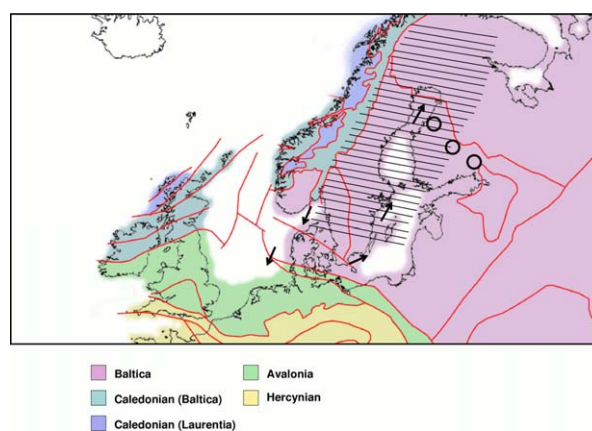 Baltica
Caledonian (Baltica)
Caledonian (Laurentia)
Avalonia
Hercynian